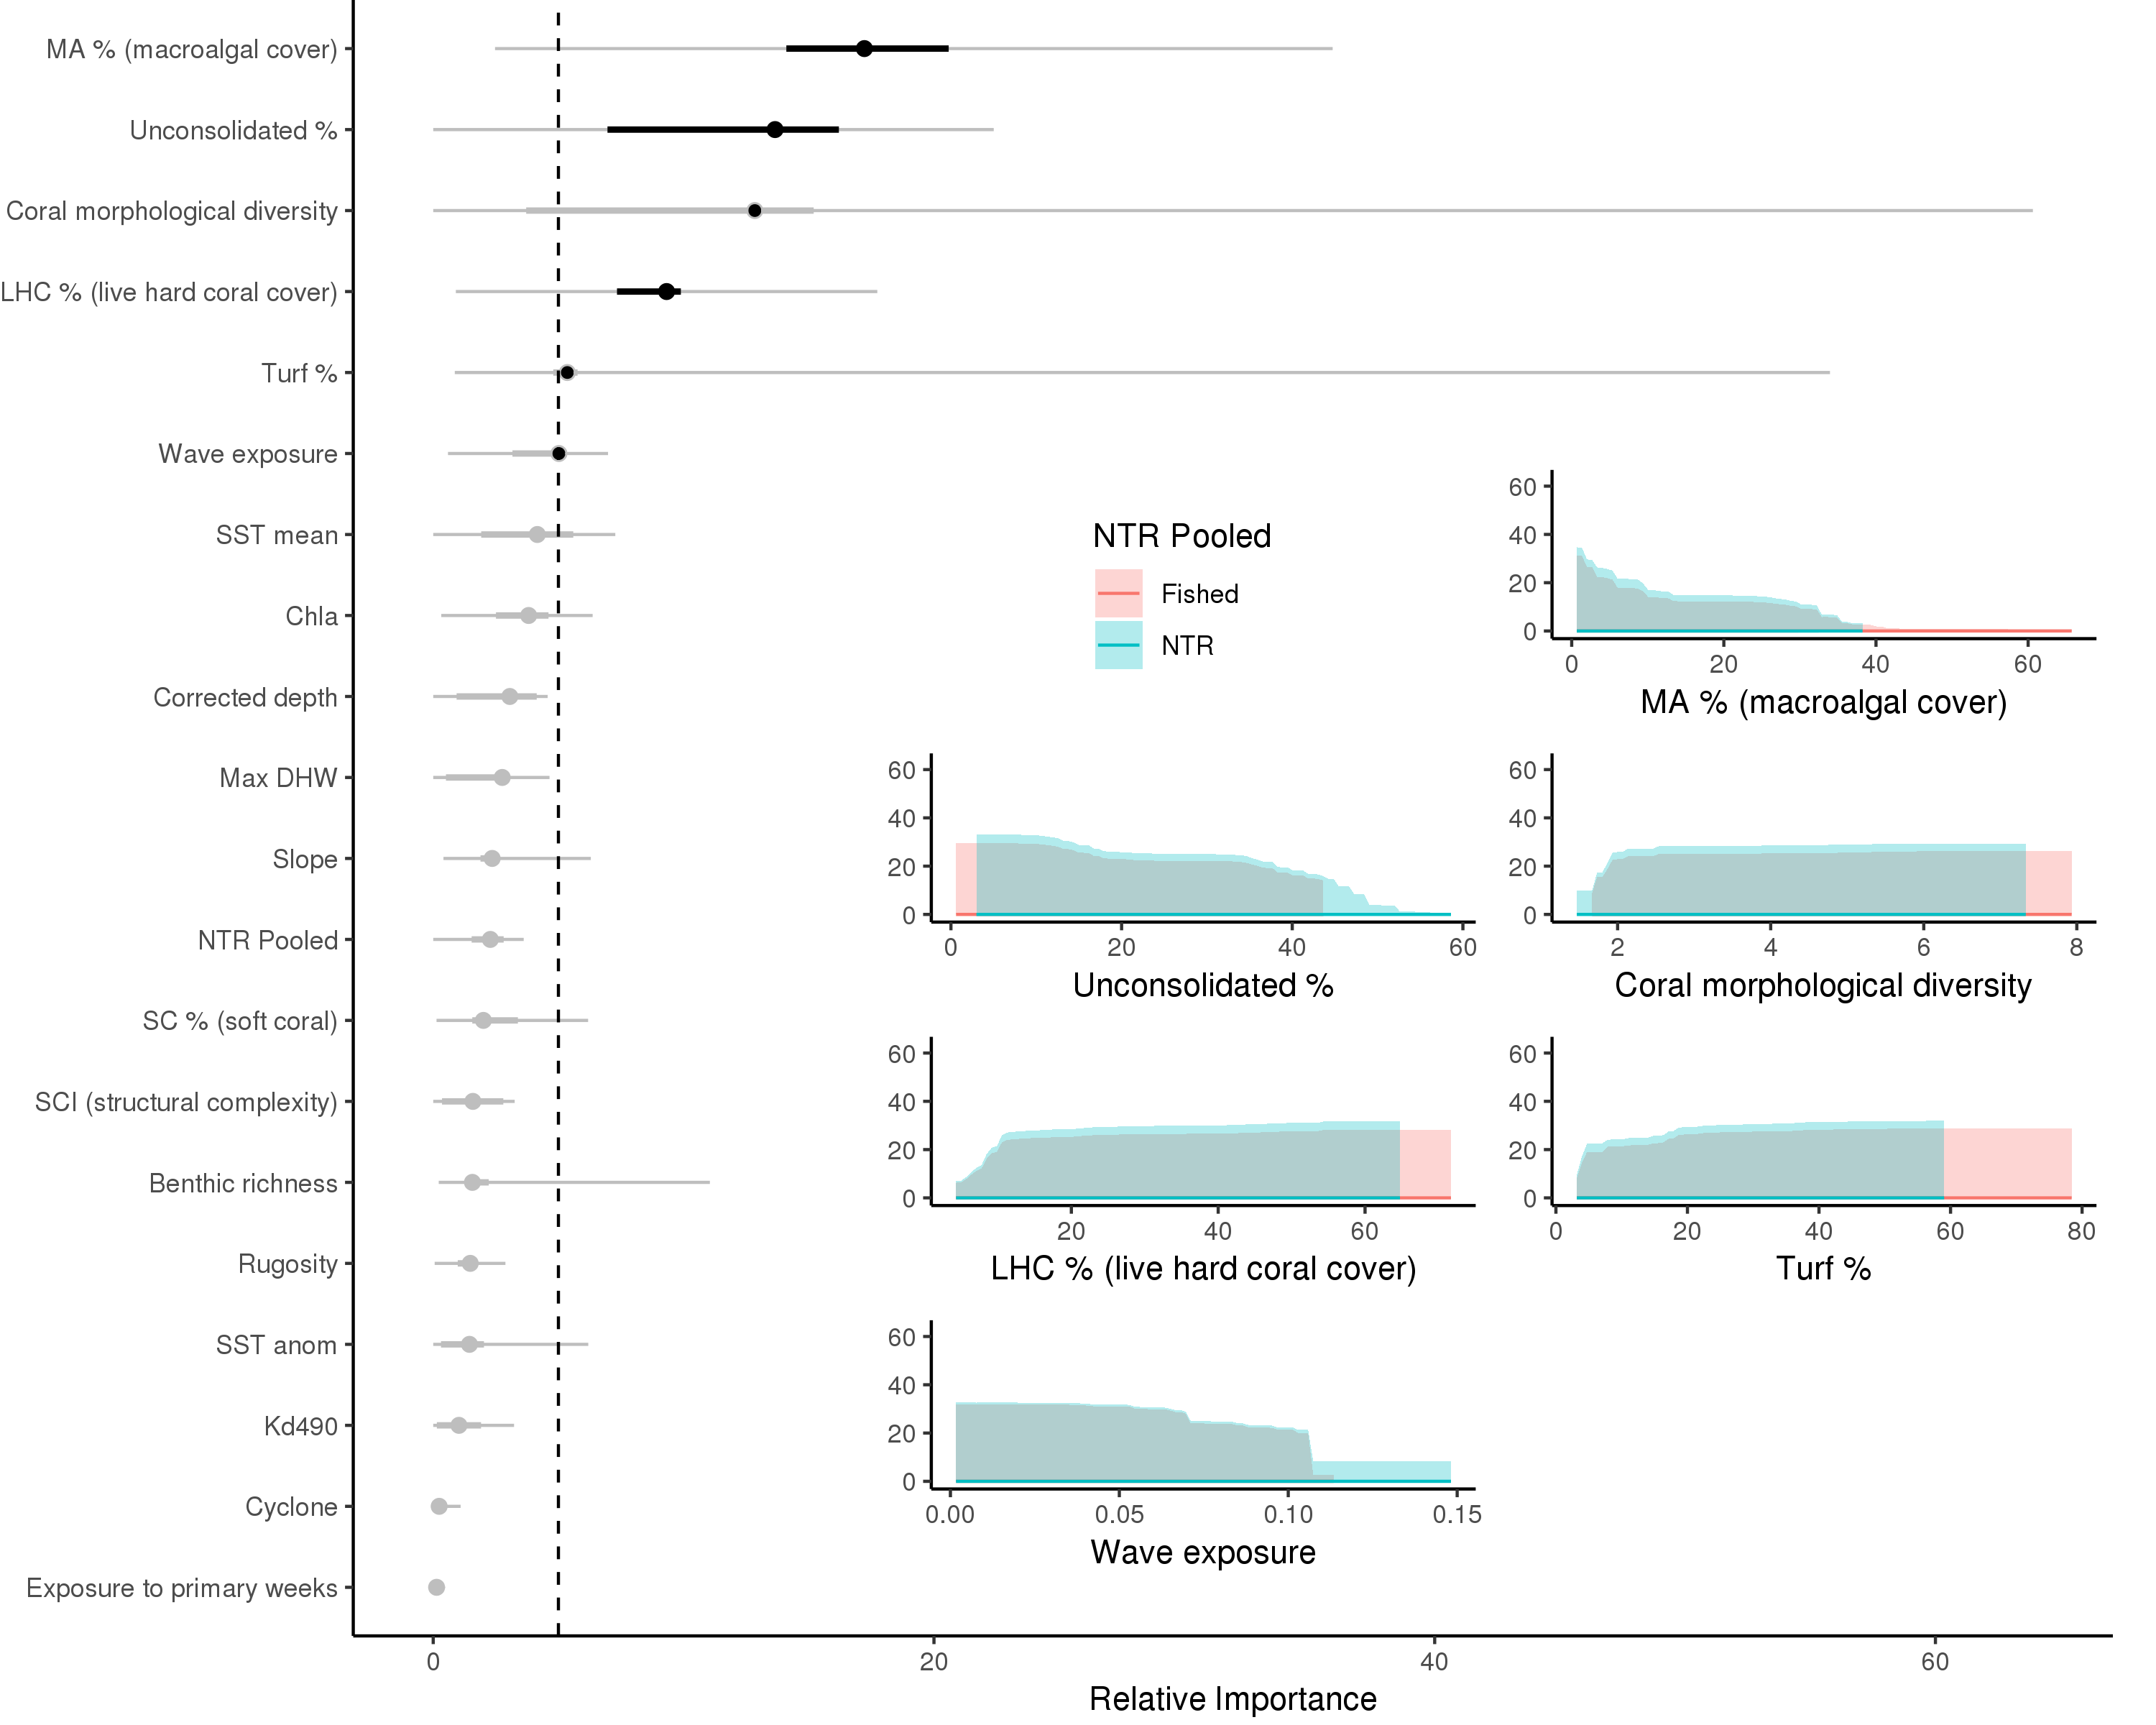 MA % (macroalgal cover)
Unconsolidated %
Coral morphological diversity
LHC % (live hard coral cover)
Turf %
Wave exposure
SST mean
Chla
Corrected depth
Max DHW
Slope
NTR Pooled
SC % (soft coral)
SCI (structural complexity)
Benthic richness
Rugosity
SST anom
Kd490
Cyclone
Exposure to primary weeks
0 20 40 60
Relative Importance
NTR Pooled
Fished
NTR
60
40
20
0
0 20 40 60
MA % (macroalgal cover)
60
40
20
0
0 20 40 60
Unconsolidated %
60
40
20
0
2 4 6 8
Coral morphological diversity
60
40
20
0
20 40 60
LHC % (live hard coral cover)
60
40
20
0
0 20 40 60 80
Turf %
60
40
20
0
0.00 0.05 0.10 0.15
Wave exposure